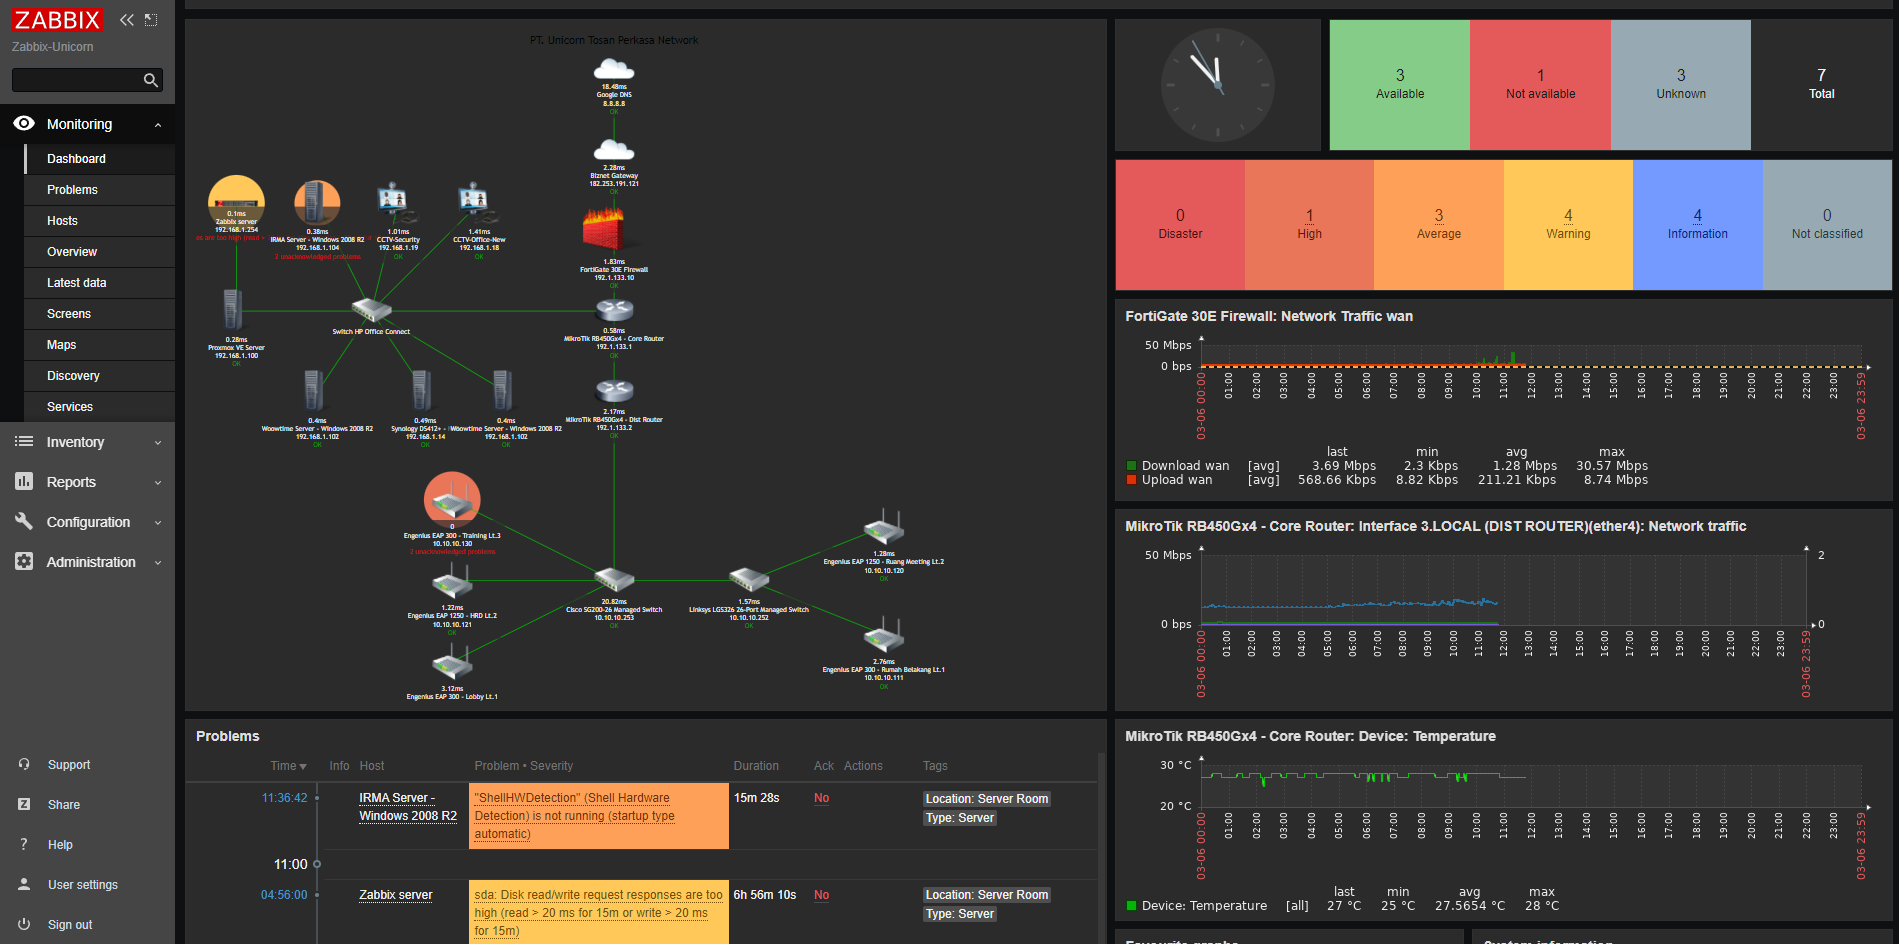 ZABBIX
Zabbix-Unicorn
Monitoring
Dashboard
Problems
Hosts
Overview
Latest data
Screens
Maps
Discovery
Services
Inventory
Reports
Configuration
Administration
Support
Share
Help
User settings
Sign out
PT. Unicorn Tosan Perkasa Network
18.48ms
Google DNS
8.8.8.8
OK
2.28ms
Biznet Gateway
182.253.191.121
OK
1.83ms
FortiGate 30E Firewall
192.1.133.10
OK
0.1ms
Zabbix server
192.168.1.254
es are too high (read >
0.38ms
IRMA Server - Windows 2008 R2
192.168.1.104
2 unacknowledged problems
1.01ms
CCTV-Security
192.168.1.19
OK
1.41ms
CCTV-Office-New
192.168.1.18
OK
0.28ms
Proxmox VE Server
192.168.1.100
OK
Switch HP Office Connect
0.58ms
MikroTik RB450Gx4 - Core Router
192.1.133.1
OK
0.4ms
Woowtime Server - Windows 2008 R2
192.168.1.102
OK
0.49ms
Synology DS412+ -
192.168.1.14
OK
0.4ms
Woowtime Server - Windows 2008 R2
192.168.1.102
OK
2.17ms
MikroTik RB450Gx4 - Dist Router
192.1.133.2
OK
0
Engenius EAP 300 - Training Lt.3
10.10.10.130
2 unacknowledged problems
1.22ms
Engenius EAP 1250 - HRD Lt.2
10.10.10.121
OK
3.12ms
Engenius EAP 300 - Lobby Lt.1
20.82ms
Cisco SG200-26 Managed Switch
10.10.10.253
OK
1.57ms
Linksys LGS326 26-Port Managed Switch
10.10.10.252
OK
1.28ms
Engenius EAP 1250 - Ruang Meeting Lt.2
10.10.10.120
OK
2.76ms
Engenius EAP 300 - Rumah Belakang Lt.1
10.10.10.111
OK
3
Available
1
Not available
3
Unknown
7
Total
0
Disaster
1
High
3
Average
4
Warning
4
Information
0
Not classified
FortiGate 30E Firewall: Network Traffic wan
50 Mbps
0 bps
03-06 00:00 01:00 02:00 03:00 04:00 05:00 06:00 07:00 08:00 09:00 10:00 11:00 12:00 13:00 14:00 15:00 16:00 17:00 18:00 19:00 20:00 21:00 22:00 23:00 03-06 23:59
last min avg max
Download wan [avg] 3.69 Mbps 2.3 Kbps 1.28 Mbps 30.57 Mbps
Upload wan [avg] 568.66 Kbps 8.82 Kbps 211.21 Kbps 8.74 Mbps
MikroTik RB450Gx4 - Core Router: Interface 3.LOCAL (DIST ROUTER)(ether4): Network traffic
50 Mbps 2
0 bps 0
03-06 00:00 01:00 02:00 03:00 04:00 05:00 06:00 07:00 08:00 09:00 10:00 11:00 12:00 13:00 14:00 15:00 16:00 17:00 18:00 19:00 20:00 21:00 22:00 23:00 03-06 23:59
MikroTik RB450Gx4 - Core Router: Device: Temperature
30 °C
20 °C
03-06 00:00 01:00 02:00 03:00 04:00 05:00 06:00 07:00 08:00 09:00 10:00 11:00 12:00 13:00 14:00 15:00 16:00 17:00 18:00 19:00 20:00 21:00 22:00 23:00 03-06 23:59
last min avg max
Device: Temperature [all] 27 °C 25 °C 27.5654 °C 28 °C
Problems
Time Info Host Problem • Severity Duration Ack Actions Tags
11:36:42 IRMA Server - Windows 2008 R2
"ShellHWDetection" (Shell Hardware
Detection) is not running (startup type
automatic)
15m 28s No
Location: Server Room
Type: Server
11:00
04:56:00 Zabbix server
sda: Disk read/write request responses are too
high (read > 20 ms for 15m or write > 20 ms
for 15m)
6h 56m 10s No
Location: Server Room
Type: Server
Favourite graphs
System information